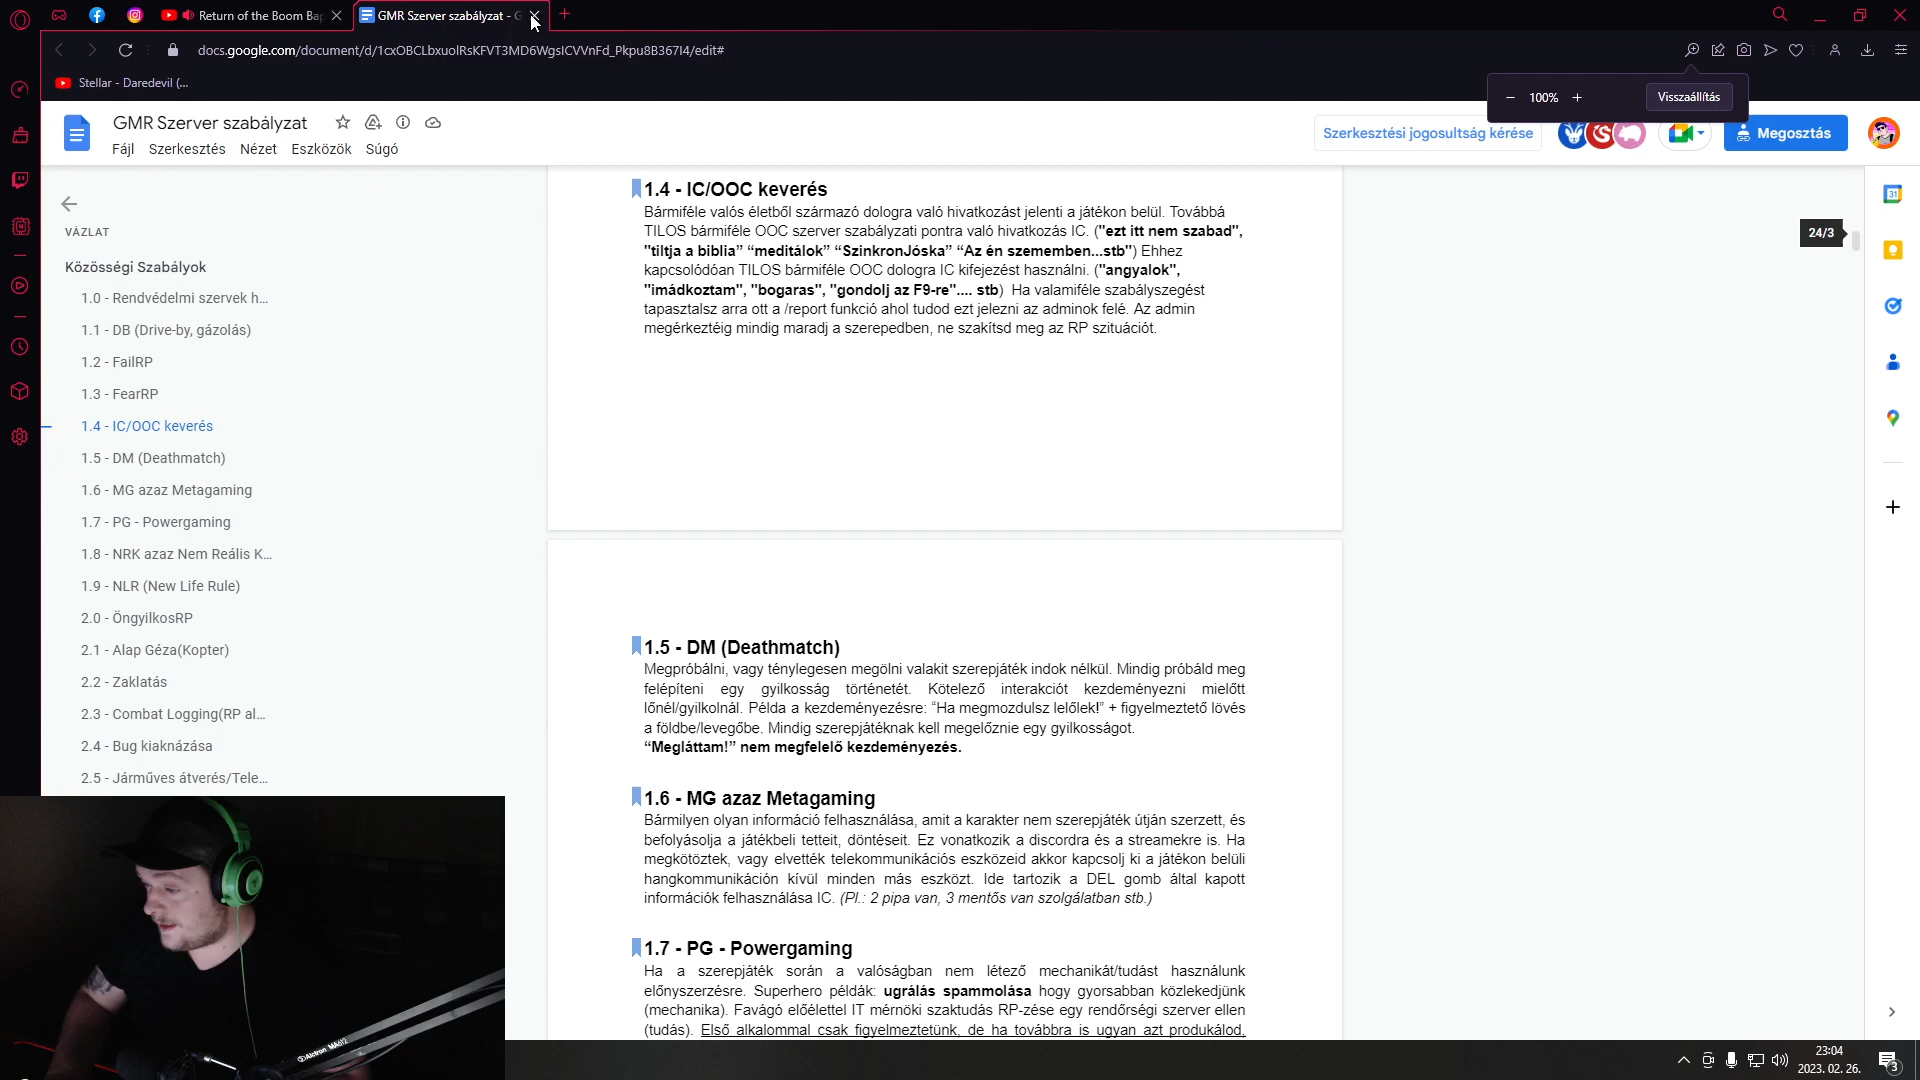 Return of the Boom Bap
GMR Szerver szabályzat - G
docs.google.com/document/d/1cxOBCLbxuolRsKFVT3MD6WgsICVVnFd_Pkpu8B367I4/edit#
Stellar - Daredevil (...
100%
Visszaállítás
GMR Szerver szabályzat
Fájl Szerkesztés Nézet Eszközök Súgó
Szerkesztési jogosultság kérése
Megosztás
VÁZLAT
Közösségi Szabályok
1.0 - Rendvédelmi szervek h...
1.1 - DB (Drive-by, gázolás)
1.2 - FailRP
1.3 - FearRP
1.4 - IC/OOC keverés
1.5 - DM (Deathmatch)
1.6 - MG azaz Metagaming
1.7 - PG - Powergaming
1.8 - NRK azaz Nem Reális K...
1.9 - NLR (New Life Rule)
2.0 - ÖngyilkosRP
2.1 - Alap Géza(Kopter)
2.2 - Zaklatás
2.3 - Combat Logging(RP al...
2.4 - Bug kiaknázása
2.5 - Járműves átverés/Tele...
1.4 - IC/OOC keverés
Bármiféle valós életből származó dologra való hivatkozást jelenti a játékon belül. Továbbá
TILOS bármiféle OOC szerver szabályzati pontra való hivatkozás IC. ("ezt itt nem szabad",
"tiltja a biblia” “meditálok” “SzinkronJóska” “Az én szememben...stb") Ehhez
kapcsolódóan TILOS bármiféle OOC dologra IC kifejezést használni. ("angyalok",
"imádkoztam", "bogaras", "gondolj az F9-re".... stb) Ha valamiféle szabályszegést
tapasztalsz arra ott a /report funkció ahol tudod ezt jelezni az adminok felé. Az admin
megérkeztéig mindig maradj a szerepedben, ne szakítsd meg az RP szituációt.
24/3
1.5 - DM (Deathmatch)
Megpróbálni, vagy ténylegesen megölni valakit szerepjáték indok nélkül. Mindig próbáld meg
felépíteni egy gyilkosság történetét. Kötelező interakciót kezdeményezni mielőtt
lőnél/gyilkolnál. Példa a kezdeményezésre: “Ha megmozdulsz lelőlek!” + figyelmeztető lövés
a földbe/levegőbe. Mindig szerepjátéknak kell megelőznie egy gyilkosságot.
“Megláttam!” nem megfelelő kezdeményezés.
1.6 - MG azaz Metagaming
Bármilyen olyan információ felhasználása, amit a karakter nem szerepjáték útján szerzett, és
befolyásolja a játékbeli tetteit, döntéseit. Ez vonatkozik a discordra és a streamekre is. Ha
megkötöztek, vagy elvették telekommunikációs eszközeid akkor kapcsolj ki a játékon belüli
hangkommunikáción kívül minden más eszközt. Ide tartozik a DEL gomb által kapott
információk felhasználása IC. (Pl.: 2 pipa van, 3 mentős van szolgálatban stb.)
1.7 - PG - Powergaming
Ha a szerepjáték során a valóságban nem létező mechanikát/tudást használunk
előnyszerzésre. Superhero példák: ugrálás spammolása hogy gyorsabban közlekedjünk
(mechanika). Favágó előélettel IT mérnöki szaktudás RP-zése egy rendőrségi szerver ellen
(tudás). Első alkalommal csak figyelmeztetünk, de ha továbbra is ugyan azt produkálod,
23:04
2023. 02. 26.
3